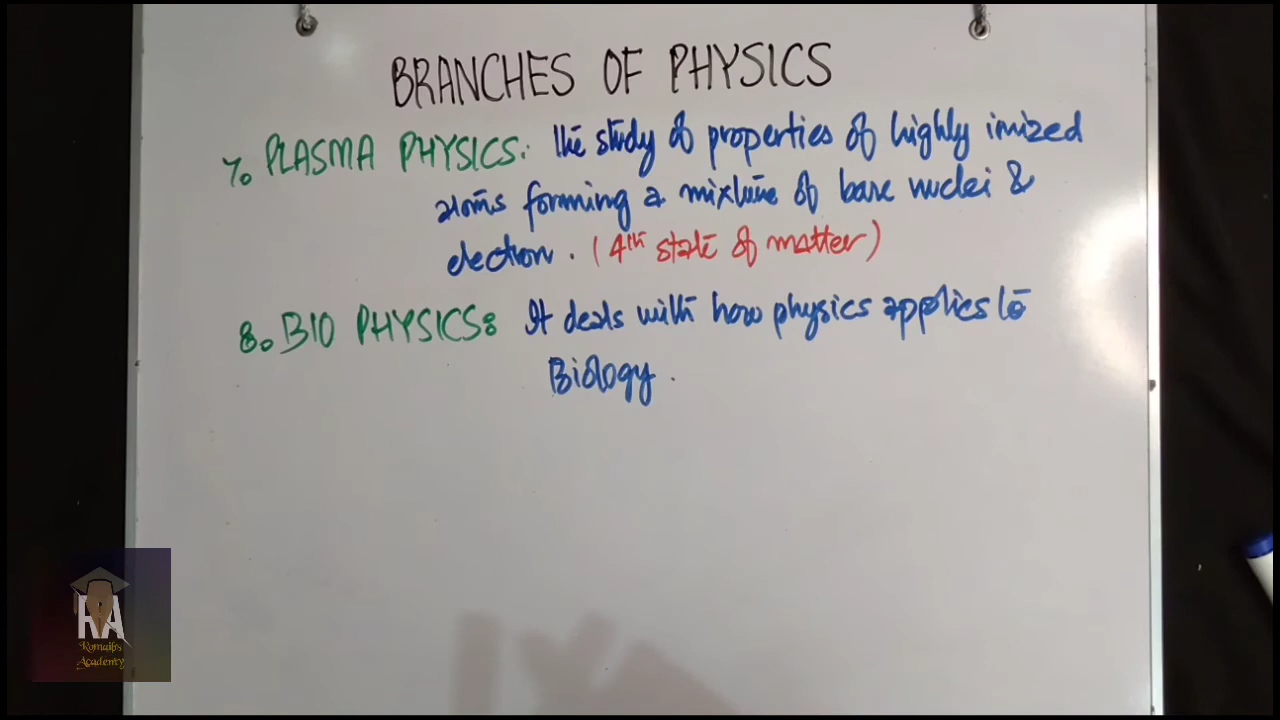 BRANCHES OF PHYSICS
7. PLASMA PHYSICS: The study of properties of highly ionized
atoms forming a mixture of bare nuclei &
electron. (4th state of matter)
8. BIO PHYSICS: It deals with how physics applies to
Biology.
RA
Romaib's
Academy